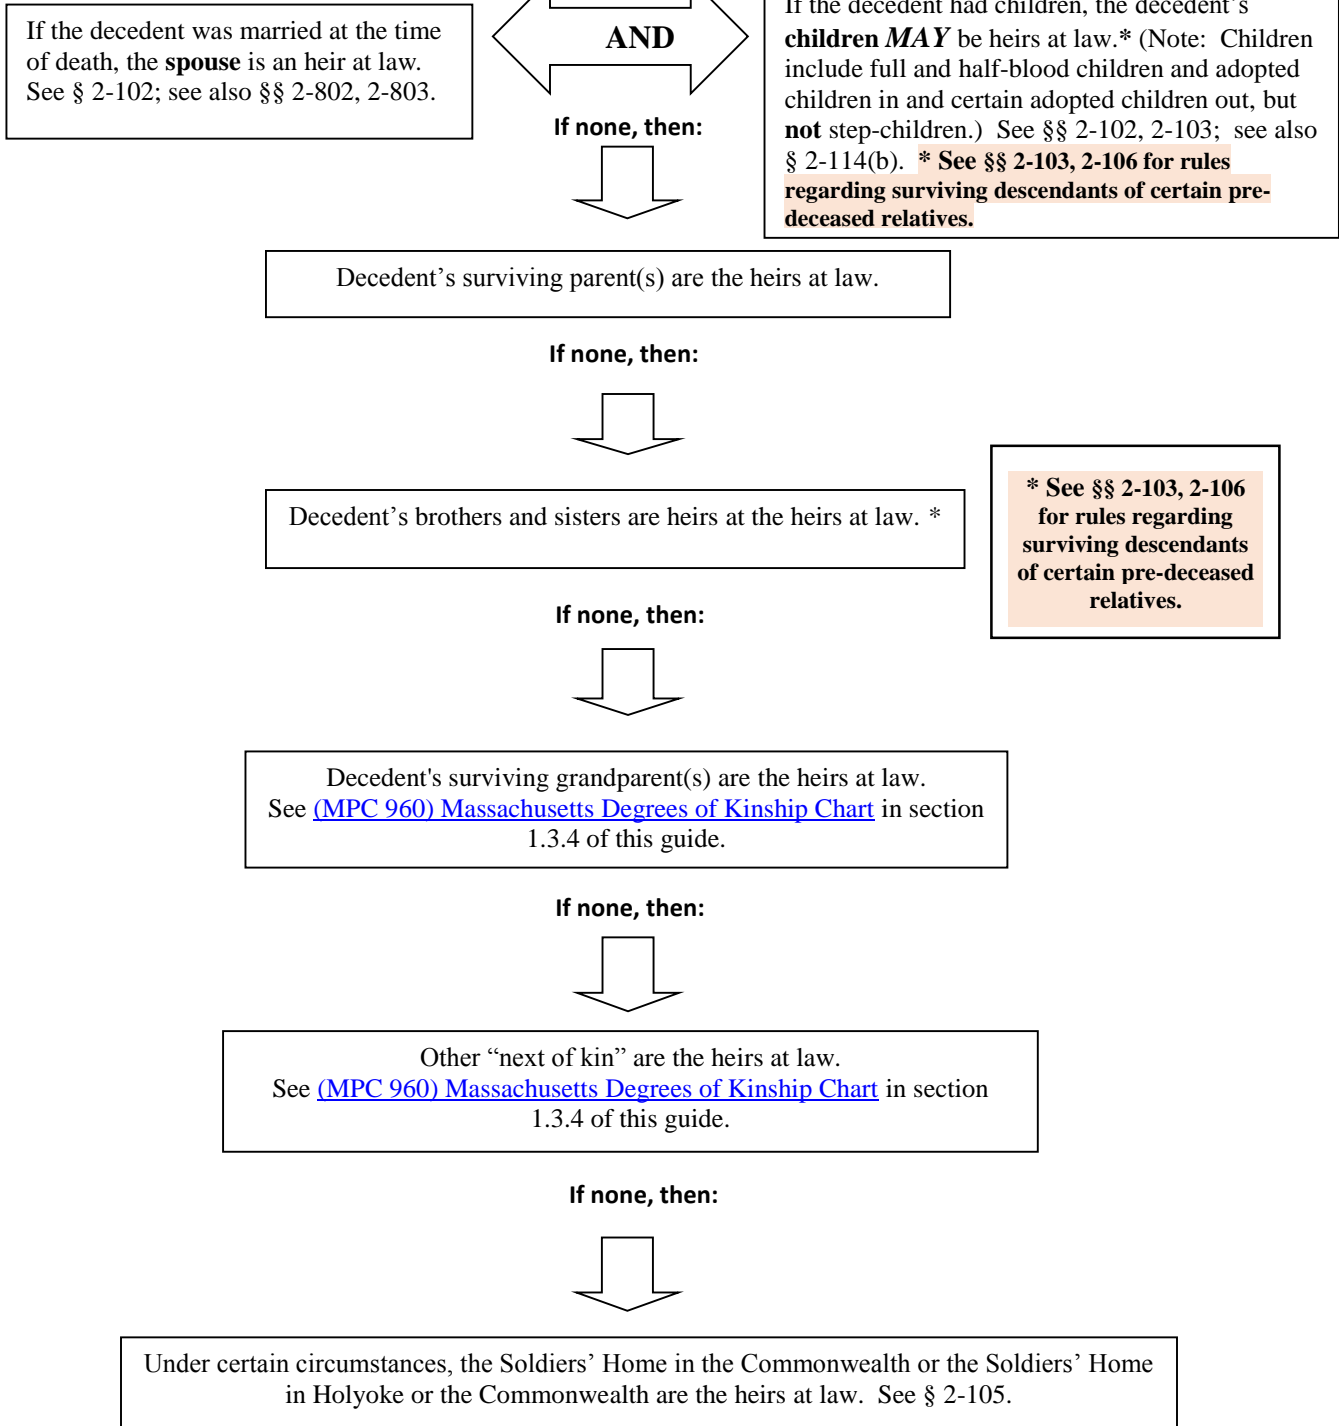 If the decedent was married at the time
of death, the spouse is an heir at law.
See § 2-102; see also §§ 2-802, 2-803.
AND
If the decedent had children, the decedent’s
children MAY be heirs at law.* (Note: Children
include full and half-blood children and adopted
children in and certain adopted children out, but
not step-children.) See §§ 2-102, 2-103; see also
§ 2-114(b). * See §§ 2-103, 2-106 for rules
regarding surviving descendants of certain pre-
deceased relatives.
If none, then:
Decedent’s surviving parent(s) are the heirs at law.
If none, then:
Decedent’s brothers and sisters are heirs at the heirs at law. *
* See §§ 2-103, 2-106
for rules regarding
surviving descendants
of certain pre-deceased
relatives.
If none, then:
Decedent's surviving grandparent(s) are the heirs at law.
See (MPC 960) Massachusetts Degrees of Kinship Chart in section
1.3.4 of this guide.
If none, then:
Other “next of kin” are the heirs at law.
See (MPC 960) Massachusetts Degrees of Kinship Chart in section
1.3.4 of this guide.
If none, then:
Under certain circumstances, the Soldiers’ Home in the Commonwealth or the Soldiers’ Home
in Holyoke or the Commonwealth are the heirs at law. See § 2-105.